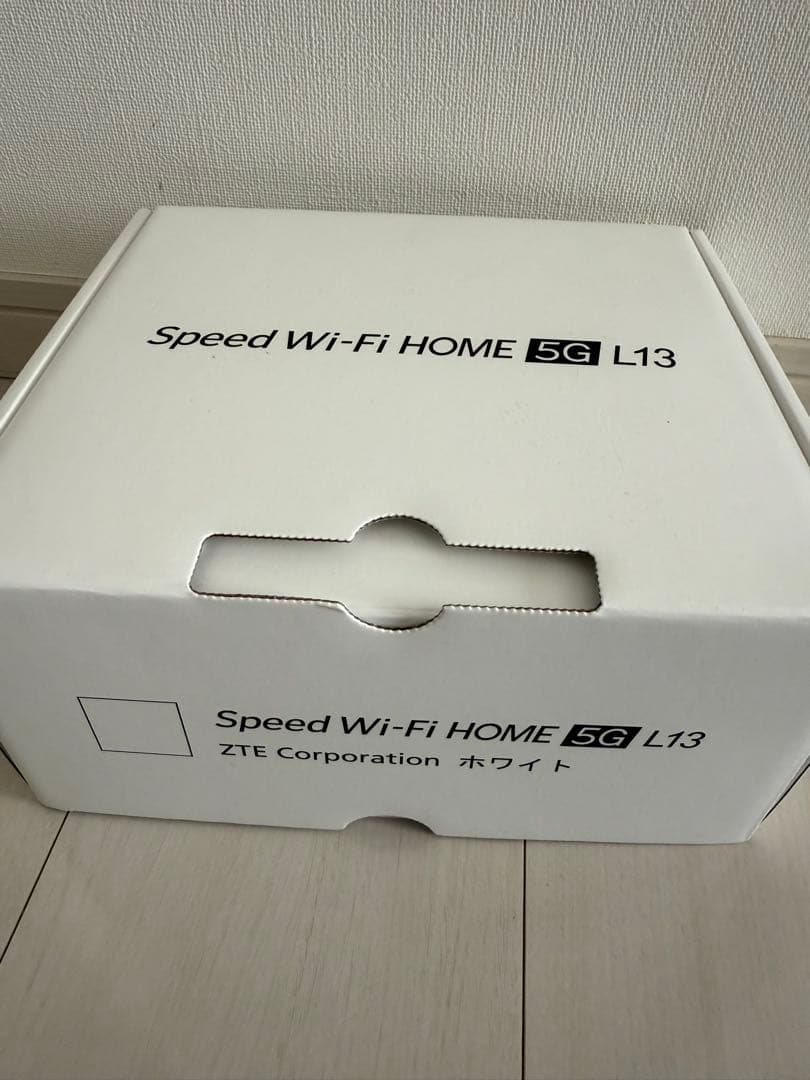 Speed Wi-Fi HOME 5G L13
Speed Wi-Fi HOME 5G L13
ZTE Corporation ホワイト